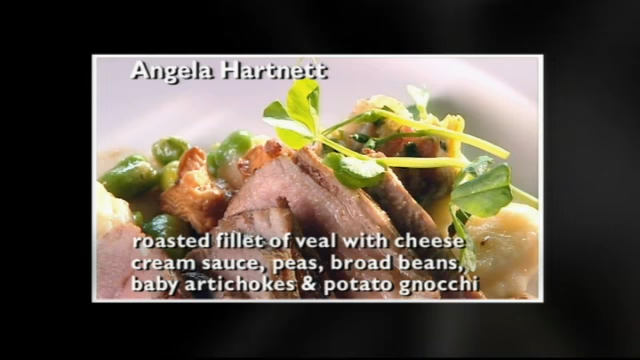 Angela Hartnett
roasted fillet of veal with cheese
cream sauce, peas, broad beans,
baby artichokes & potato gnocchi